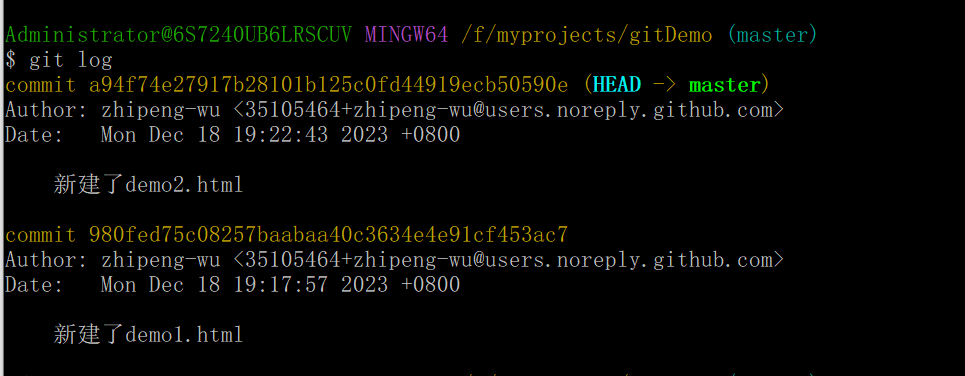 Administrator@6S724OUB6LRSCUV MINGW64 /f/myprojects/gitDemo (master)
$ git log
commit a94f74e27917b28101b125c0fd44919ecb50590e (HEAD -> master)
Author: zhipeng-wu <35105464+zhipeng-wu@users.noreply.github.com>
Date:   Mon Dec 18 19:22:43 2023 +0800
新建了demo2.html
commit 980fed75c08257baabaa40c3634e4e91cf453ac7
Author: zhipeng-wu <35105464+zhipeng-wu@users.noreply.github.com>
Date:   Mon Dec 18 19:17:57 2023 +0800
新建了demo1.html